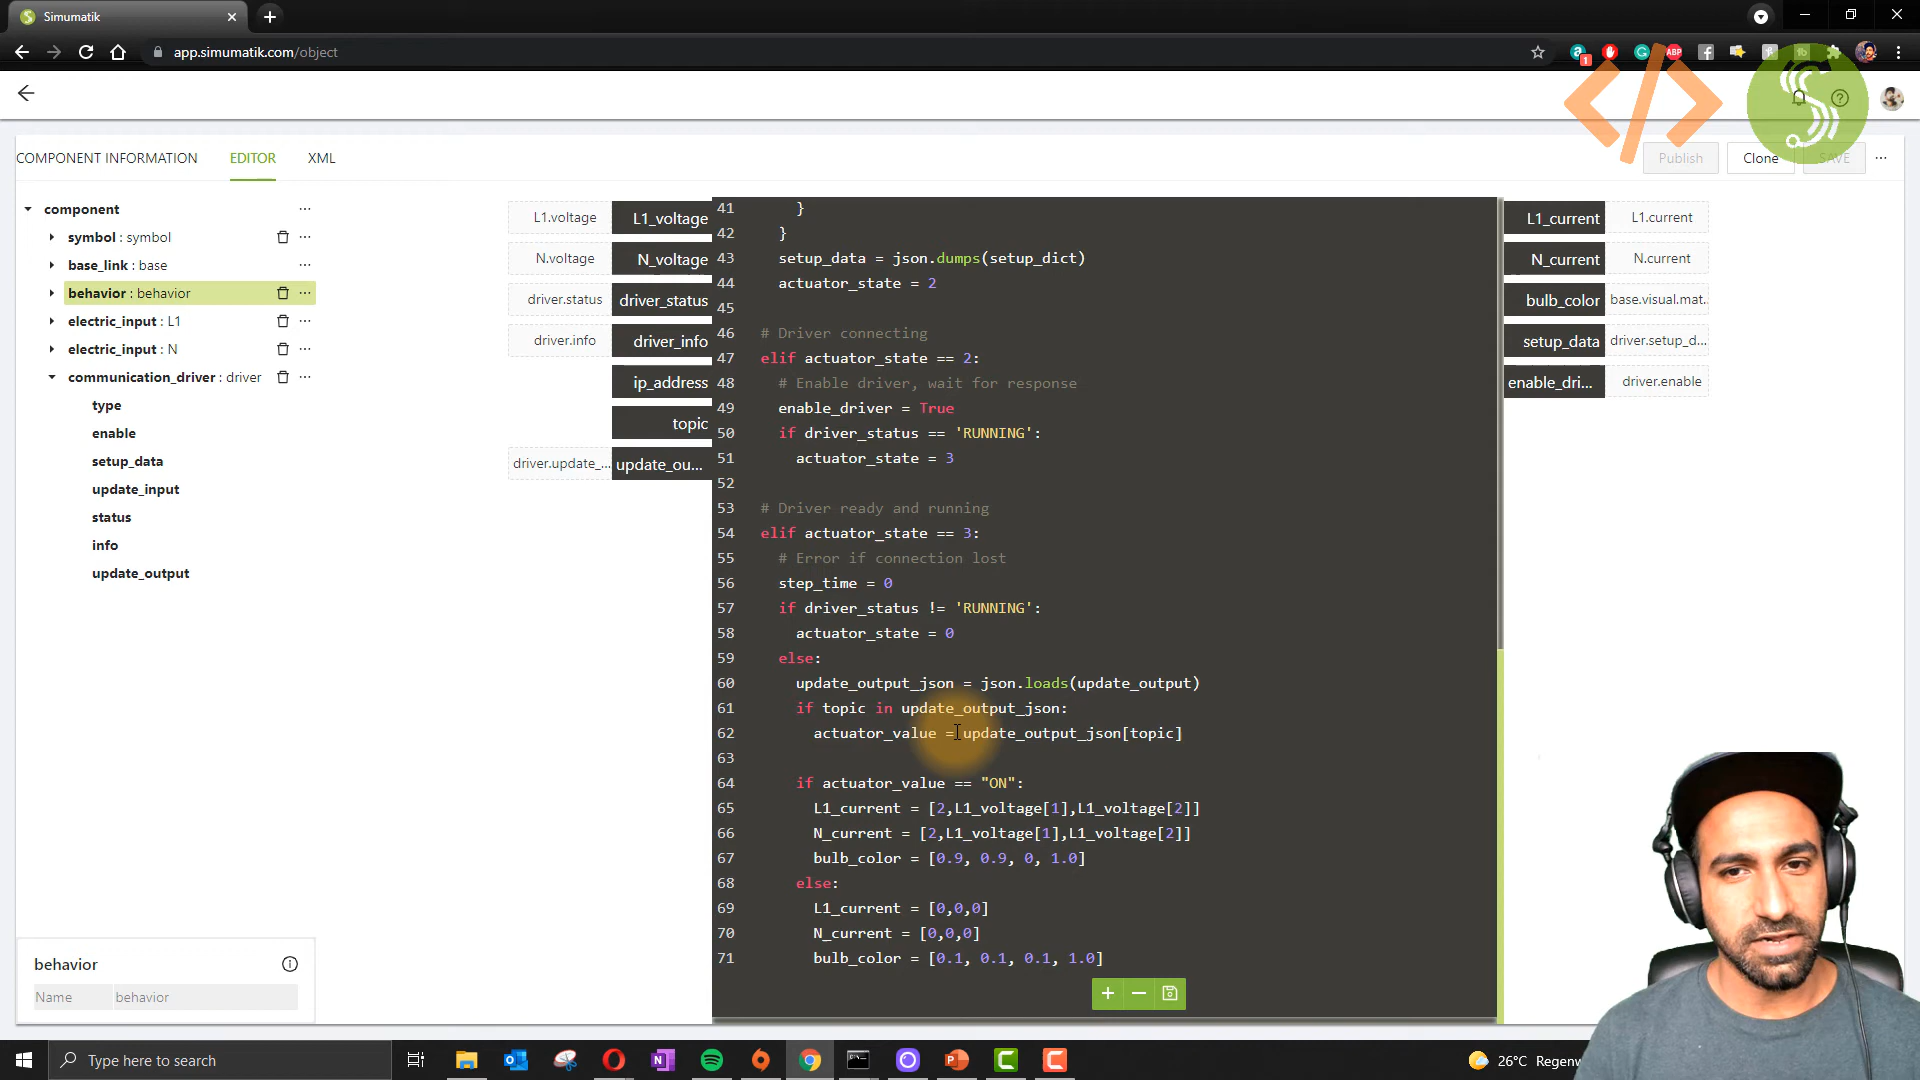 Simumatik
app.simumatik.com/object
1
ABP
COMPONENT INFORMATION
EDITOR
XML
Publish
Clone
SAVE
component
symbol : symbol
base_link : base
behavior : behavior
electric_input : L1
electric_input : N
communication_driver : driver
type
enable
setup_data
update_input
status
info
update_output
L1.voltage L1_voltage
N.voltage N_voltage
driver.status driver_status
driver.info driver_info
ip_address
topic
driver.update_... update_ou...
41 }
42 }
43 setup_data = json.dumps(setup_dict)
44 actuator_state = 2
45
46 # Driver connecting
47 elif actuator_state == 2:
48 # Enable driver, wait for response
49 enable_driver = True
50 if driver_status == 'RUNNING':
51 actuator_state = 3
52
53 # Driver ready and running
54 elif actuator_state == 3:
55 # Error if connection lost
56 step_time = 0
57 if driver_status != 'RUNNING':
58 actuator_state = 0
59 else:
60 update_output_json = json.loads(update_output)
61 if topic in update_output_json:
62 actuator_value = update_output_json[topic]
63
64 if actuator_value == "ON":
65 L1_current = [2,L1_voltage[1],L1_voltage[2]]
66 N_current = [2,L1_voltage[1],L1_voltage[2]]
67 bulb_color = [0.9, 0.9, 0, 1.0]
68 else:
69 L1_current = [0,0,0]
70 N_current = [0,0,0]
71 bulb_color = [0.1, 0.1, 0.1, 1.0]
L1_current L1.current
N_current N.current
bulb_color base.visual.mat..
setup_data driver.setup_d...
enable_dri... driver.enable
behavior
Name behavior
Type here to search
26°C Regenw